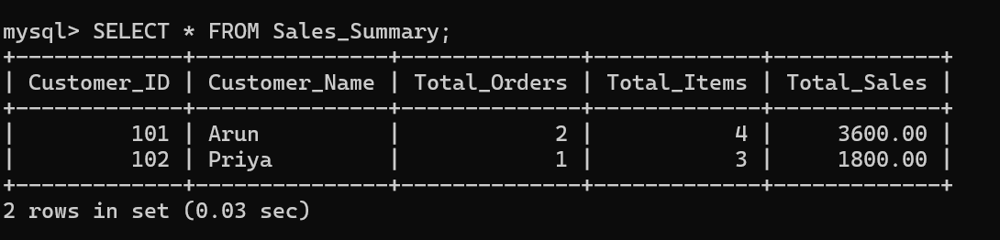 mysql> SELECT * FROM Sales_Summary;
+-------------+---------------+--------------+-------------+-------------+
| Customer_ID | Customer_Name | Total_Orders | Total_Items | Total_Sales |
+-------------+---------------+--------------+-------------+-------------+
|         101 | Arun          |            2 |           4 |     3600.00 |
|         102 | Priya         |            1 |           3 |     1800.00 |
+-------------+---------------+--------------+-------------+-------------+
2 rows in set (0.03 sec)